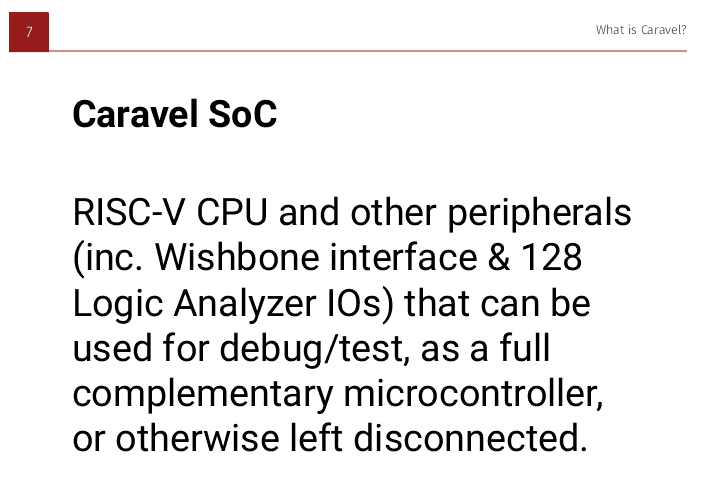 7
What is Caravel?
Caravel SoC
RISC-V CPU and other peripherals
(inc. Wishbone interface & 128
Logic Analyzer IOs) that can be
used for debug/test, as a full
complementary microcontroller,
or otherwise left disconnected.